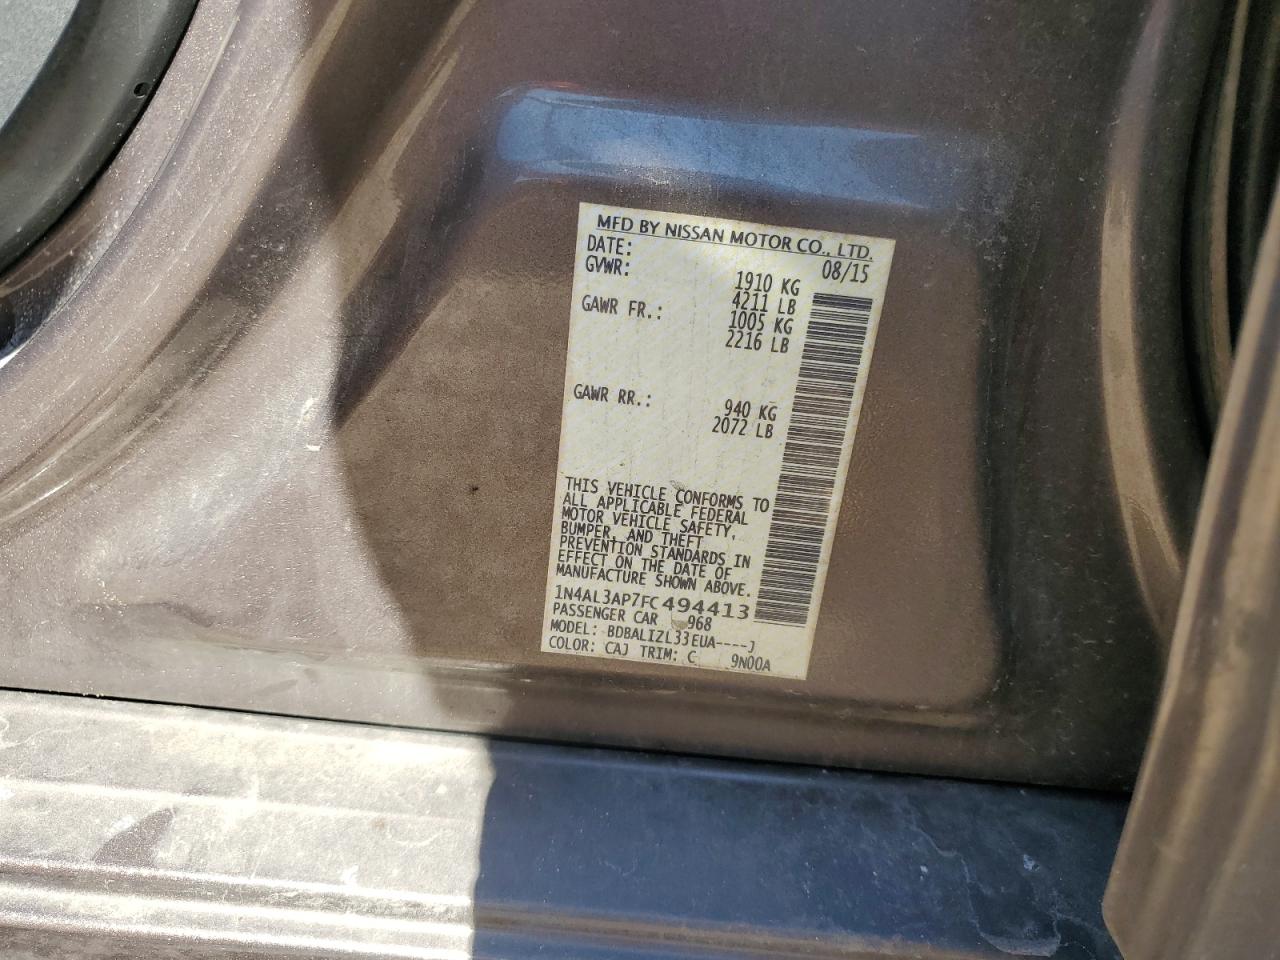 MFD BY NISSAN MOTOR CO., LTD.
DATE: 08/15
GVWR: 1910 KG
4211 LB
GAWR FR.: 1005 KG
2216 LB
GAWR RR.: 940 KG
2072 LB
THIS VEHICLE CONFORMS TO
ALL APPLICABLE FEDERAL
MOTOR VEHICLE SAFETY,
BUMPER, AND THEFT
PREVENTION STANDARDS IN
EFFECT ON THE DATE OF
MANUFACTURE SHOWN ABOVE.
1N4AL3AP7FC494413
PASSENGER CAR 968
MODEL: BDBALIZL33EUA----J
COLOR: CAJ TRIM: C 9N00A